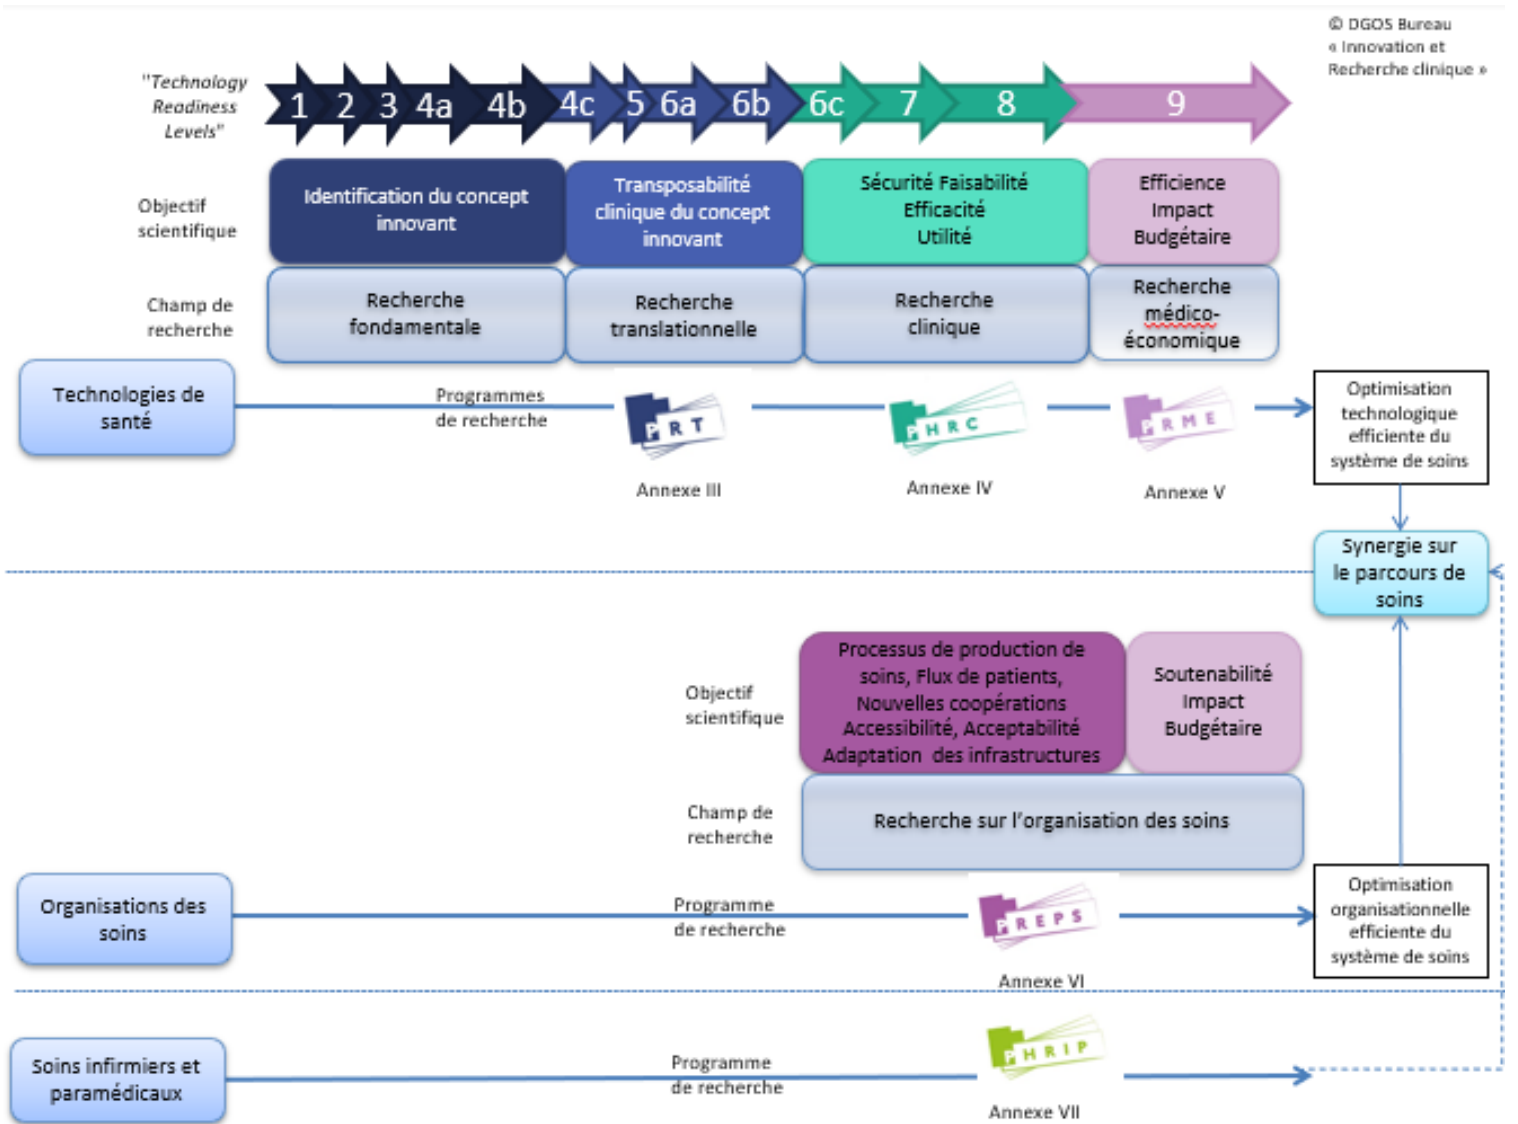 © DGOS Bureau
« Innovation et
Recherche clinique »
"Technology
Readiness
Levels"
1 2 3 4a 4b 4c 5 6a 6b 6c 7 8 9
Objectif
scientifique
Identification du concept
innovant
Transposabilité
clinique du concept
innovant
Sécurité Faisabilité
Efficacité
Utilité
Efficience
Impact
Budgétaire
Champ de
recherche
Recherche
fondamentale
Recherche
translationnelle
Recherche
clinique
Recherche
médico-
économique
Technologies de
santé
Programmes
de recherche
PRT
Annexe III
PHRC
Annexe IV
PRME
Annexe V
Optimisation
technologique
efficiente du
système de soins
Synergie sur
le parcours de
soins
Objectif
scientifique
Processus de production de
soins, Flux de patients,
Nouvelles coopérations
Accessibilité, Acceptabilité
Adaptation des infrastructures
Soutenabilité
Impact
Budgétaire
Champ de
recherche
Recherche sur l'organisation des soins
Organisations des
soins
Programme
de recherche
PREPS
Annexe VI
Optimisation
organisationnelle
efficiente du
système de soins
Soins infirmiers et
paramédicaux
Programme
de recherche
PHRIP
Annexe VII